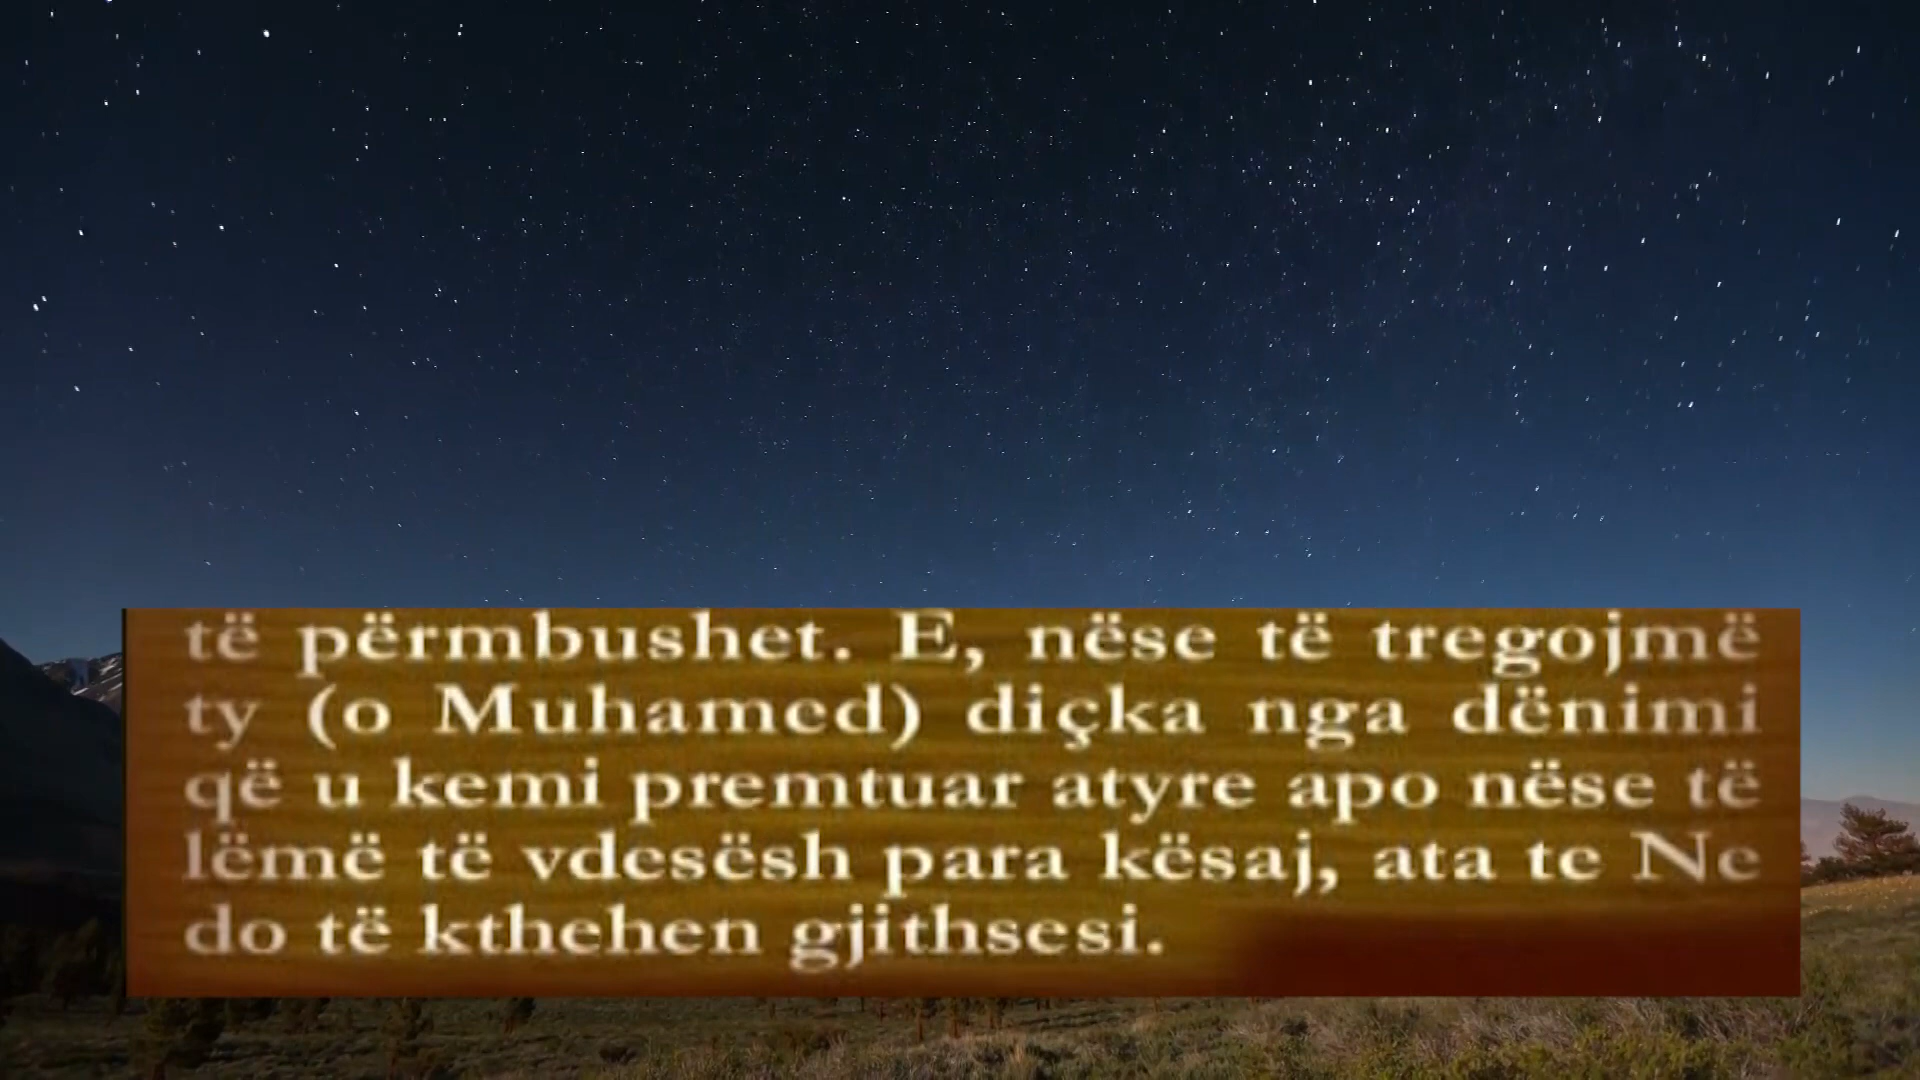 të përmbushet. E, nëse të tregojmë
ty (o Muhamed) diçka nga dënimi
që u kemi premtuar atyre apo nëse të
lëmë të vdesësh para kësaj, ata te Ne
do të kthehen gjithsesi.